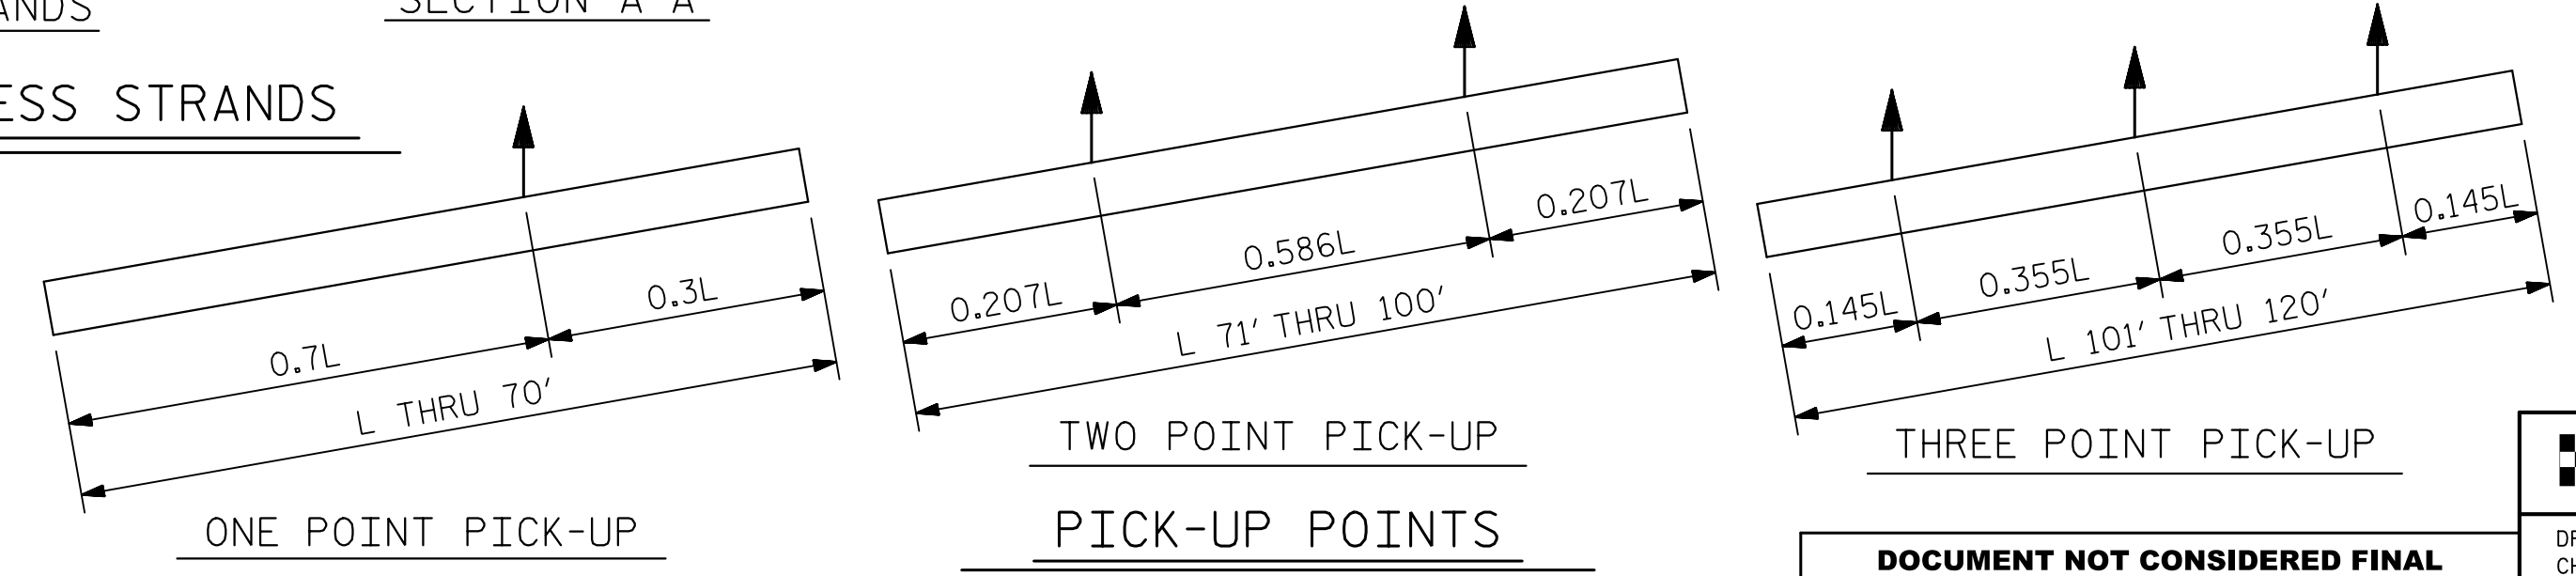 SECTION A A
STRANDS
0.7L
0.3L
L THRU 70'
ONE POINT PICK-UP
0.207L
0.586L
0.207L
L 71' THRU 100'
TWO POINT PICK-UP
0.145L
0.355L
0.355L
0.145L
L 101' THRU 120'
THREE POINT PICK-UP
PICK-UP POINTS
DOCUMENT NOT CONSIDERED FINAL